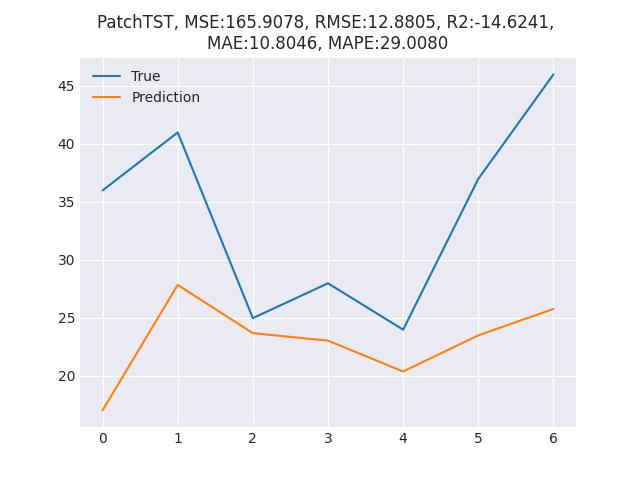 PatchTST, MSE:165.9078, RMSE:12.8805, R2:-14.6241,
MAE:10.8046, MAPE:29.0080
True
Prediction
45
40
35
30
25
20
0 1 2 3 4 5 6